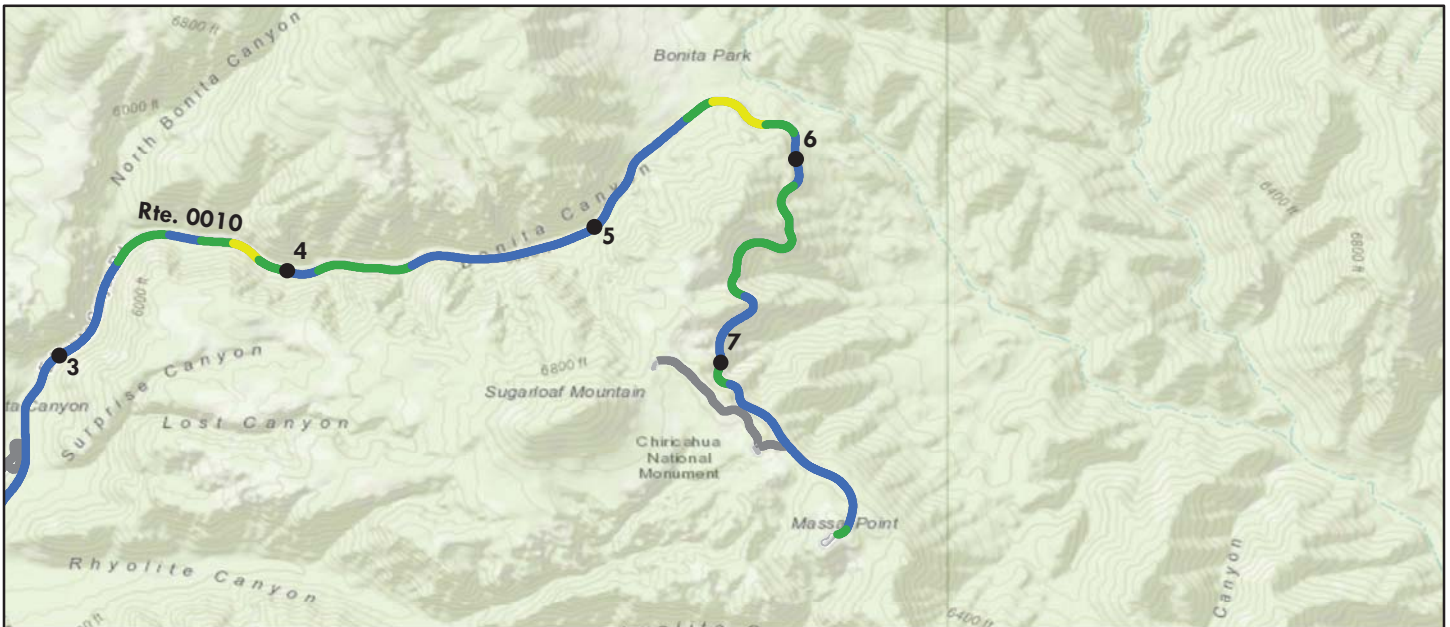 6800 ft
Bonita Park
North Bonita Canyon
6000 ft
6
6400 ft
Rte. 0010
Bonita Canyon
5
4
6800 ft
6000 ft
7
3
Surprise Canyon
6800 ft
Sugarloaf Mountain
Canyon
Lost Canyon
Chiricahua
National
Monument
Massai Point
Rhyolite Canyon
Canyon
6400 ft